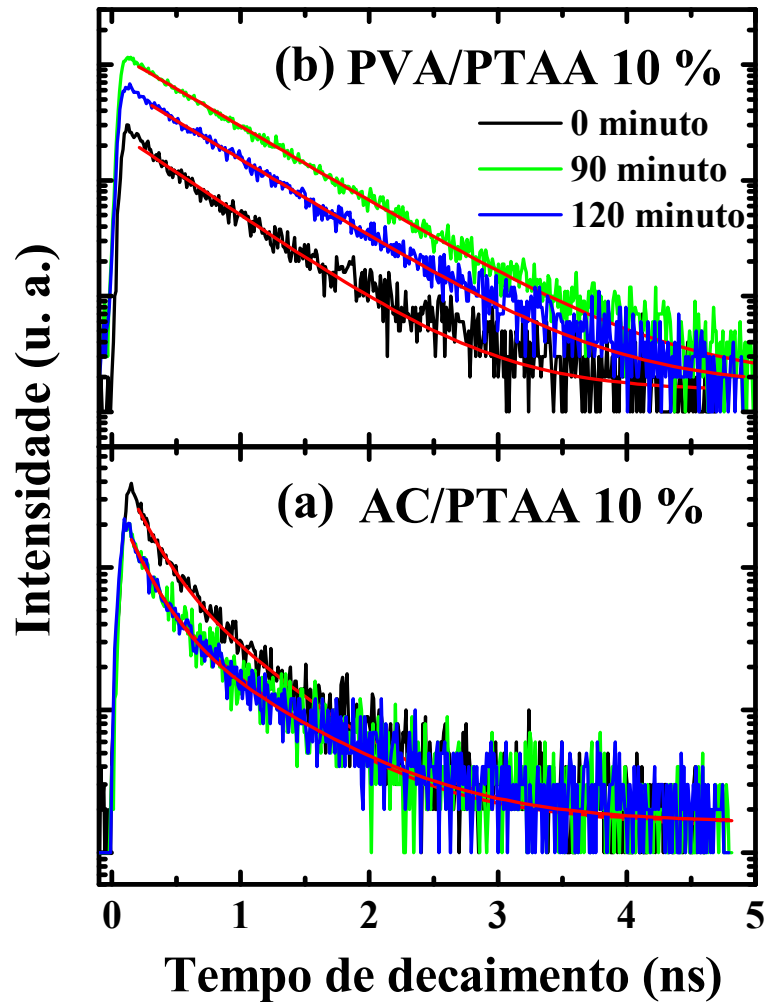 (b) PVA/PTAA 10 %
0 minuto
90 minuto
120 minuto
Intensidade (u. a.)
(a) AC/PTAA 10 %
0 1 2 3 4 5
Tempo de decaimento (ns)